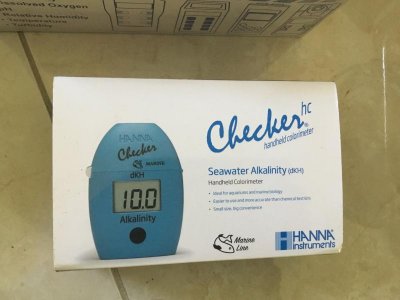 Dissolved Oxygen
pH
• Relative Humidity
• Temperature
• Turbidity
Checker hc
handheld colorimeter
HANNA
Checker
MARINE
dKH
10.0
Alkalinity
Seawater Alkalinity (dKH)
Handheld Colorimeter
• Ideal for aquariums and marine biology
• Easier to use and more accurate than chemical test kits
• Small size, big convenience
Marine
Line
HANNA
instruments